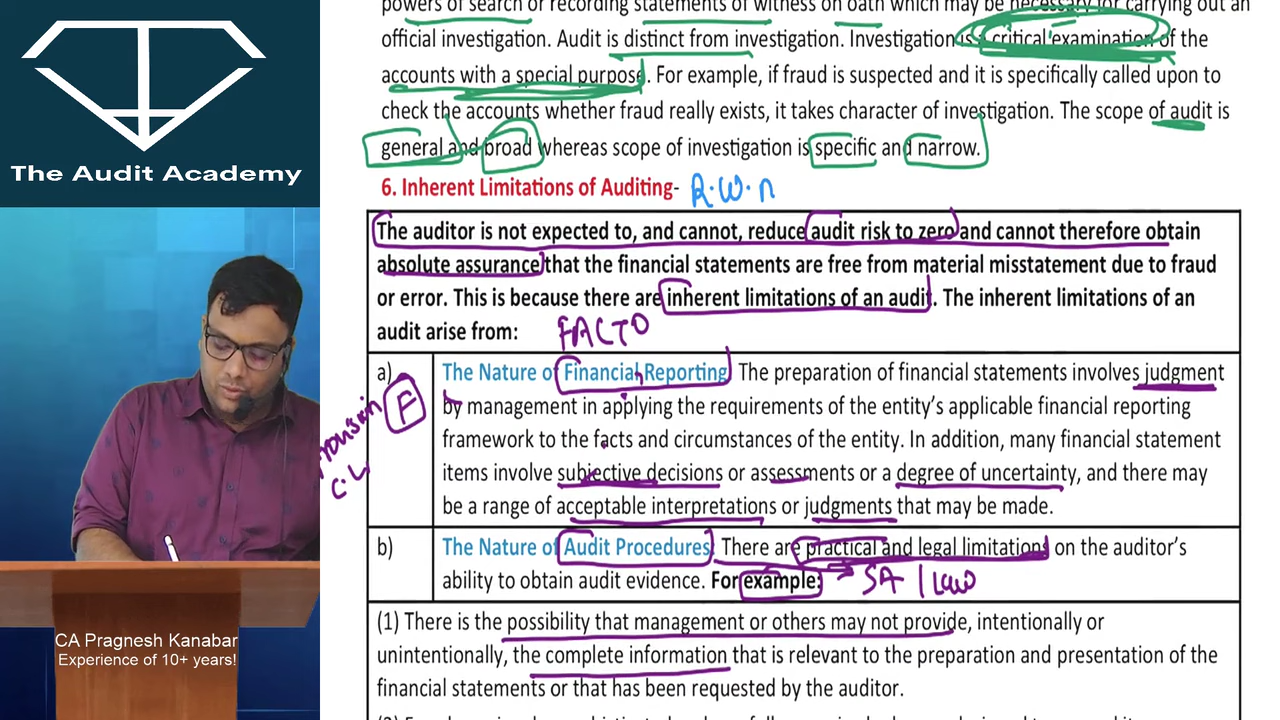 powers of search or recording statements of witness on oath which may be necessary for carrying out an
official investigation. Audit is distinct from investigation. Investigation is a critical examination of the
accounts with a special purpose. For example, if fraud is suspected and it is specifically called upon to
check the accounts whether fraud really exists, it takes character of investigation. The scope of audit is
general and broad whereas scope of investigation is specific and narrow.
The Audit Academy
6. Inherent Limitations of Auditing- R.W.n
The auditor is not expected to, and cannot, reduce audit risk to zero and cannot therefore obtain
absolute assurance that the financial statements are free from material misstatement due to fraud
or error. This is because there are inherent limitations of an audit. The inherent limitations of an
audit arise from: FACTO
a) The Nature of Financial Reporting: The preparation of financial statements involves judgment
F by management in applying the requirements of the entity's applicable financial reporting
framework to the facts and circumstances of the entity. In addition, many financial statement
items involve subjective decisions or assessments or a degree of uncertainty, and there may
be a range of acceptable interpretations or judgments that may be made.
C.L
b) The Nature of Audit Procedures: There are practical and legal limitations on the auditor's
ability to obtain audit evidence. For example: → SA / Law
(1) There is the possibility that management or others may not provide, intentionally or
unintentionally, the complete information that is relevant to the preparation and presentation of the
financial statements or that has been requested by the auditor.
CA Pragnesh Kanabar
Experience of 10+ years!